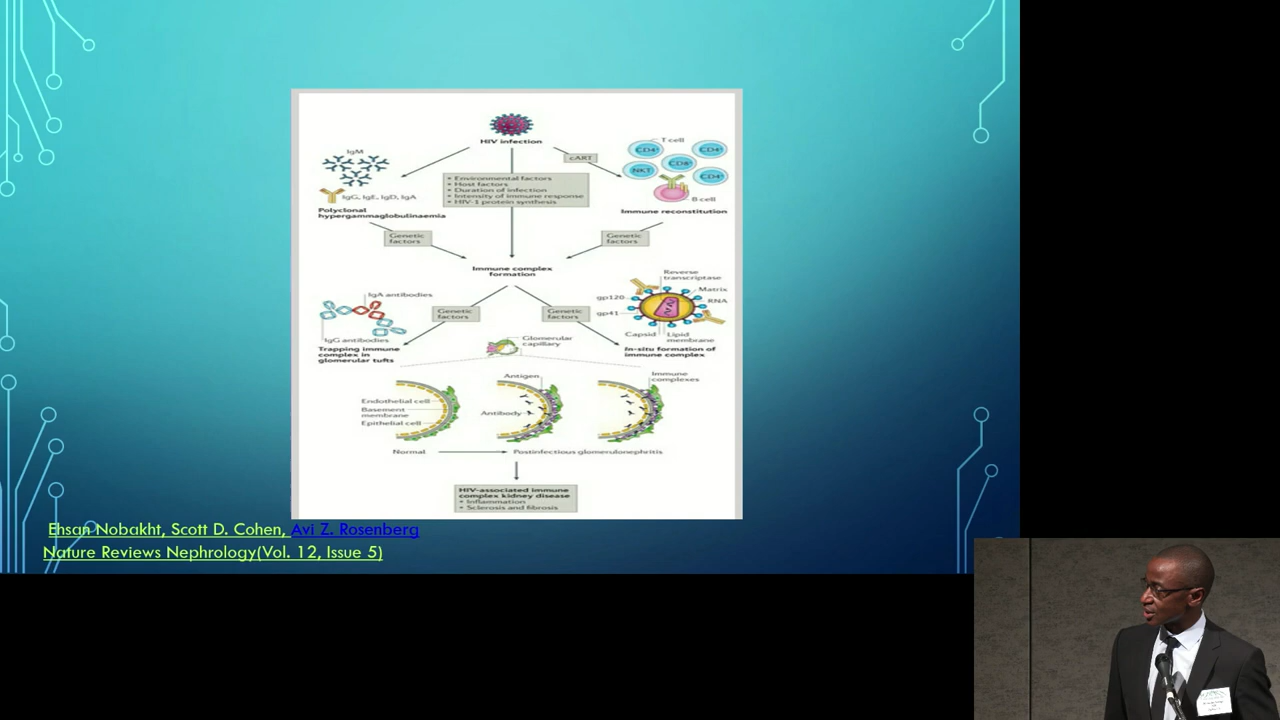 HIV infection
T cell
CD4⁺
CD4⁺
cART
IgM
NKT
CD8
CD4⁺
IgG, IgE, IgD, IgA
B cell
Polyclonal
hypergammaglobulinaemia
• Environmental factors
• Host factors
• Duration of infection
• Intensity of immune response
• HIV-1 protein synthesis
Immune reconstitution
Genetic
factors
Genetic
factors
Immune complex
formation
Reverse
transcriptase
Matrix
RNA
gp120
gp41
Capsid
Lipid
membrane
IgA antibodies
Genetic
factors
Genetic
factors
IgG antibodies
Trapping immune
complex in
glomerular tufts
Glomerular
capillary
In-situ formation of
immune complex
Antigen
Immune
complexes
Endothelial cell
Basement
membrane
Epithelial cell
Antibody
Normal
Postinfectious glomerulonephritis
HIV-associated immune
complex kidney disease
• Inflammation
• Sclerosis and fibrosis
Ehsan Nobakht, Scott D. Cohen, Avi Z. Rosenberg
Nature Reviews Nephrology(Vol. 12, Issue 5)